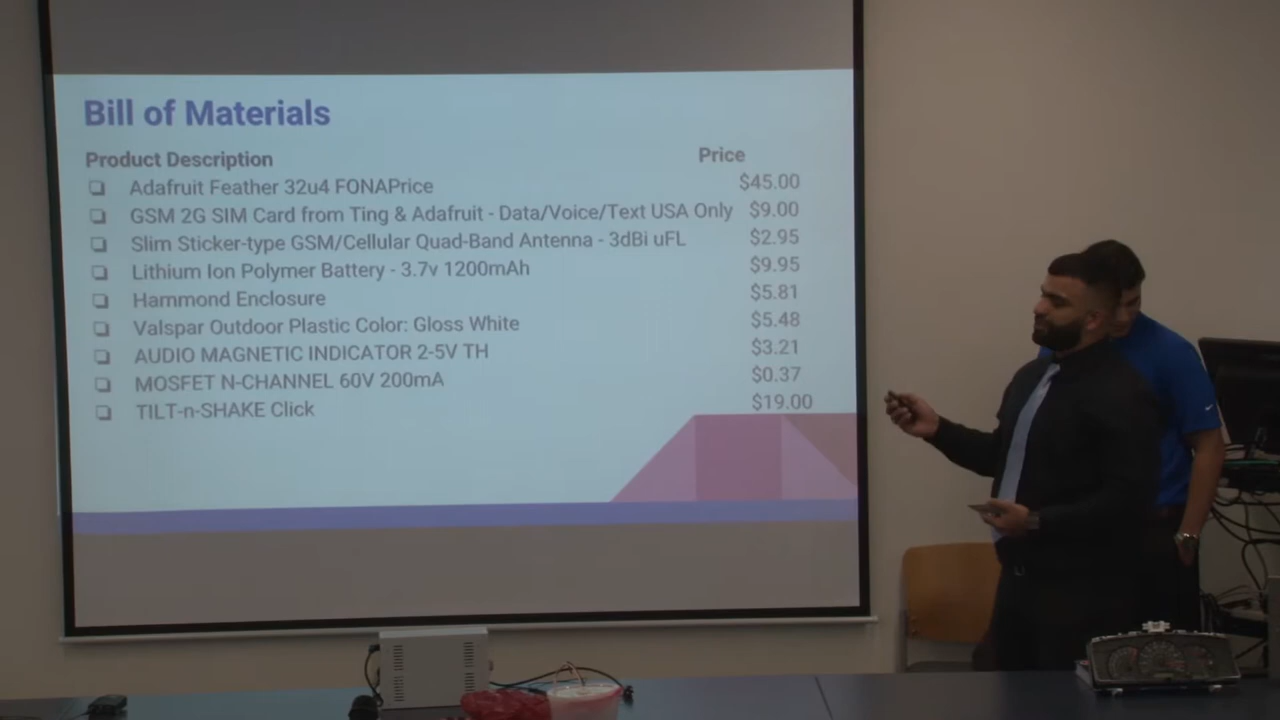 Bill of Materials
Product Description Price
Adafruit Feather 32u4 FONAPrice $45.00
GSM 2G SIM Card from Ting & Adafruit - Data/Voice/Text USA Only $9.00
Slim Sticker-type GSM/Cellular Quad-Band Antenna - 3dBi uFL $2.95
Lithium Ion Polymer Battery - 3.7v 1200mAh $9.95
Hammond Enclosure $5.81
Valspar Outdoor Plastic Color: Gloss White $5.48
AUDIO MAGNETIC INDICATOR 2-5V TH $3.21
MOSFET N-CHANNEL 60V 200mA $0.37
TILT-n-SHAKE Click $19.00